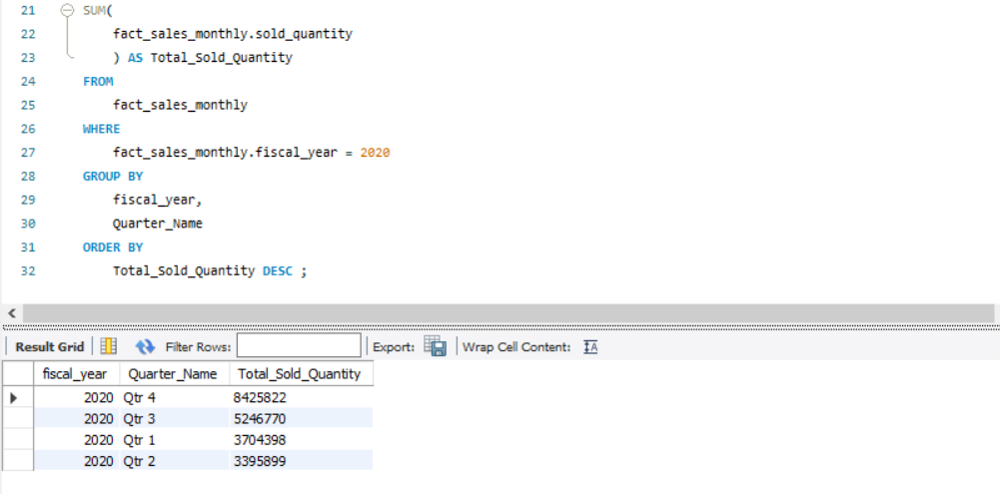 21 SUM(
22 fact_sales_monthly.sold_quantity
23 ) AS Total_Sold_Quantity
24 FROM
25 fact_sales_monthly
26 WHERE
27 fact_sales_monthly.fiscal_year = 2020
28 GROUP BY
29 fiscal_year,
30 Quarter_Name
31 ORDER BY
32 Total_Sold_Quantity DESC ;
Result Grid Filter Rows: Export: Wrap Cell Content: IA
fiscal_year Quarter_Name Total_Sold_Quantity
2020 Qtr 4 8425822
2020 Qtr 3 5246770
2020 Qtr 1 3704398
2020 Qtr 2 3395899